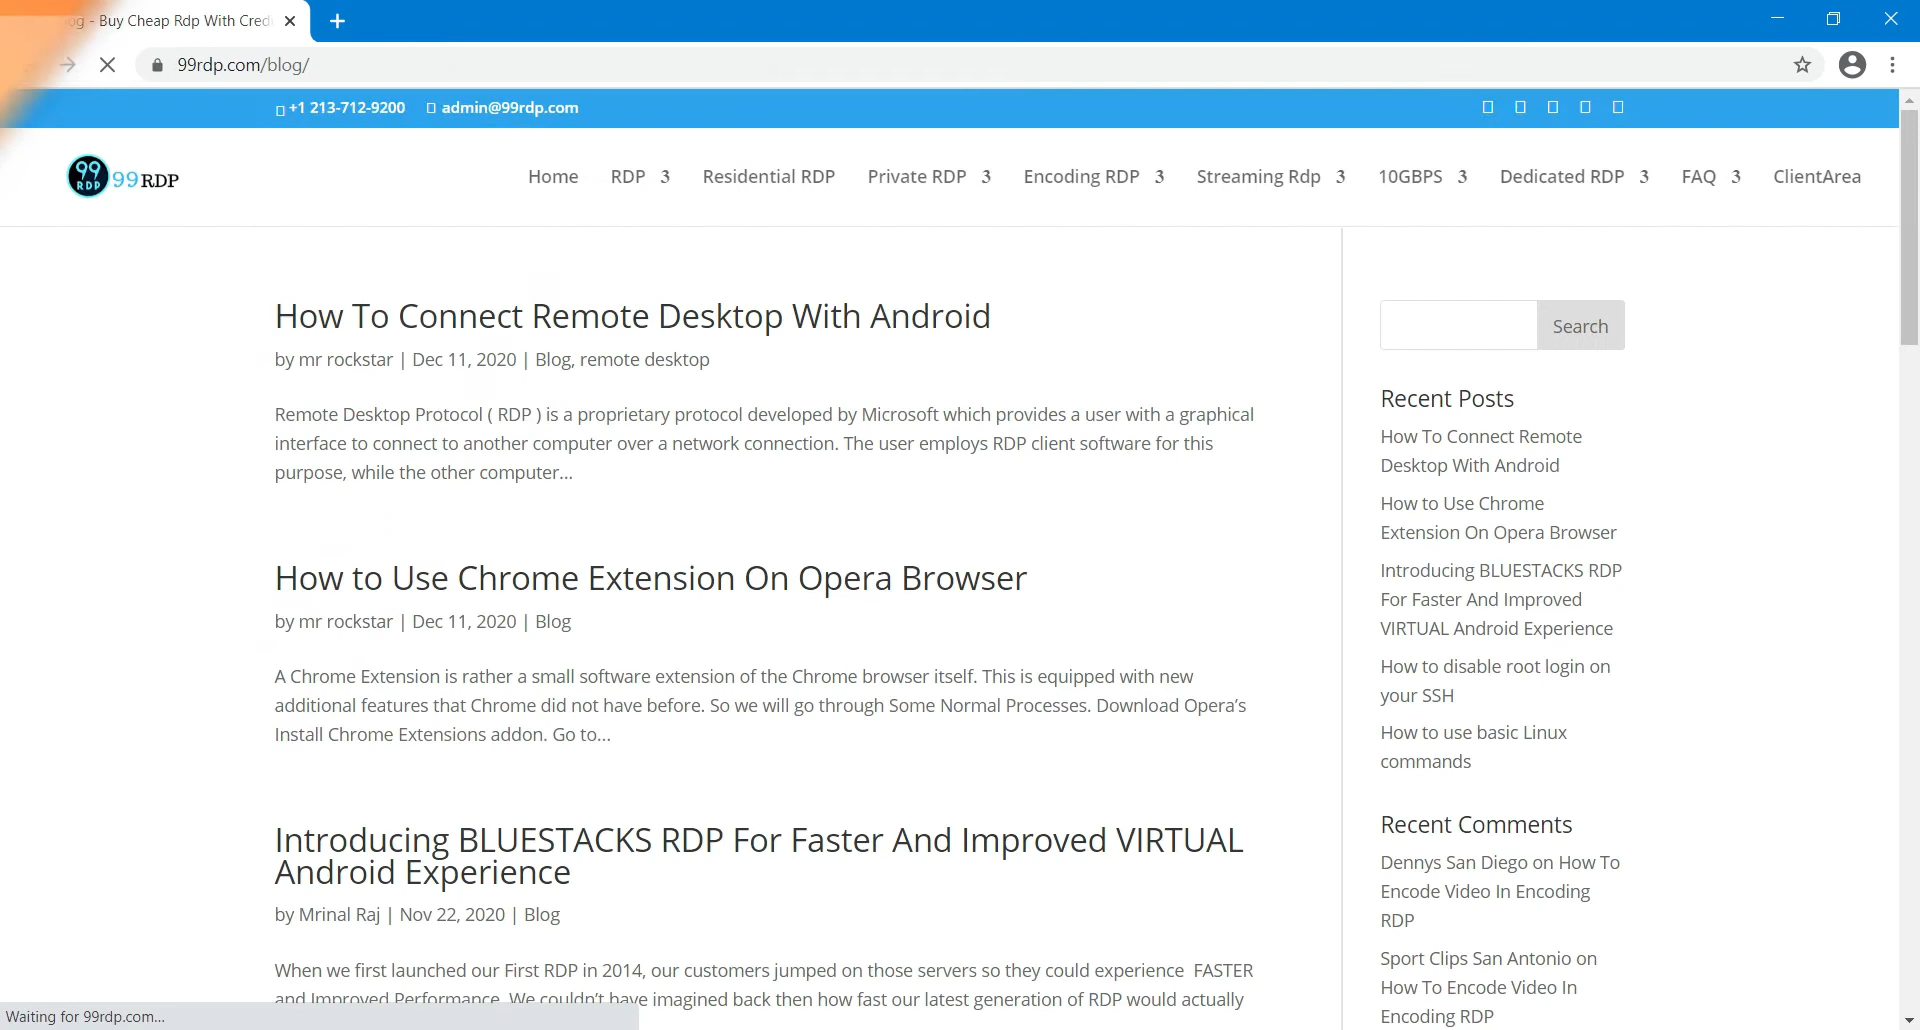 og - Buy Cheap Rdp With Cred
99rdp.com/blog/
+1 213-712-9200 admin@99rdp.com
99 RDP 99 RDP
Home RDP 3 Residential RDP Private RDP 3 Encoding RDP 3 Streaming Rdp 3 10GBPS 3 Dedicated RDP 3 FAQ 3 ClientArea
How To Connect Remote Desktop With Android
by mr rockstar | Dec 11, 2020 | Blog, remote desktop
Remote Desktop Protocol ( RDP ) is a proprietary protocol developed by Microsoft which provides a user with a graphical
interface to connect to another computer over a network connection. The user employs RDP client software for this
purpose, while the other computer...
How to Use Chrome Extension On Opera Browser
by mr rockstar | Dec 11, 2020 | Blog
A Chrome Extension is rather a small software extension of the Chrome browser itself. This is equipped with new
additional features that Chrome did not have before. So we will go through Some Normal Processes. Download Opera’s
Install Chrome Extensions addon. Go to...
Introducing BLUESTACKS RDP For Faster And Improved VIRTUAL
Android Experience
by Mrinal Raj | Nov 22, 2020 | Blog
When we first launched our First RDP in 2014, our customers jumped on those servers so they could experience FASTER
and Improved Performance. We couldn’t have imagined back then how fast our latest generation of RDP would actually
Search
Recent Posts
How To Connect Remote
Desktop With Android
How to Use Chrome
Extension On Opera Browser
Introducing BLUESTACKS RDP
For Faster And Improved
VIRTUAL Android Experience
How to disable root login on
your SSH
How to use basic Linux
commands
Recent Comments
Dennys San Diego on How To
Encode Video In Encoding
RDP
Sport Clips San Antonio on
How To Encode Video In
Encoding RDP
Waiting for 99rdp.com...